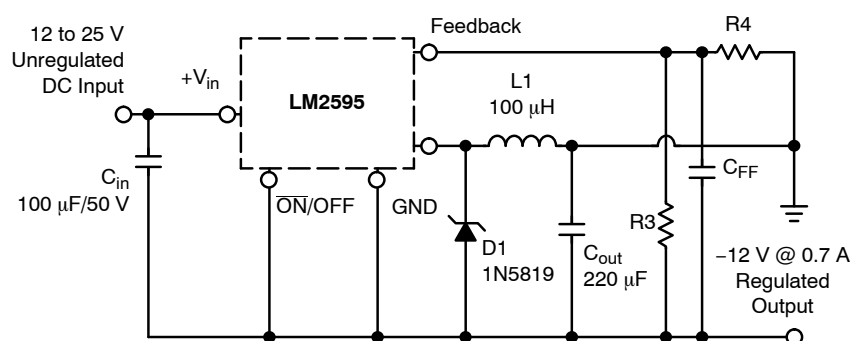 12 to 25 V
Unregulated
DC Input
+Vin
LM2595
Feedback
R4
L1
100 μH
Cin
100 μF/50 V
ON/OFF
GND
D1
1N5819
Cout
220 μF
R3
CFF
−12 V @ 0.7 A
Regulated
Output